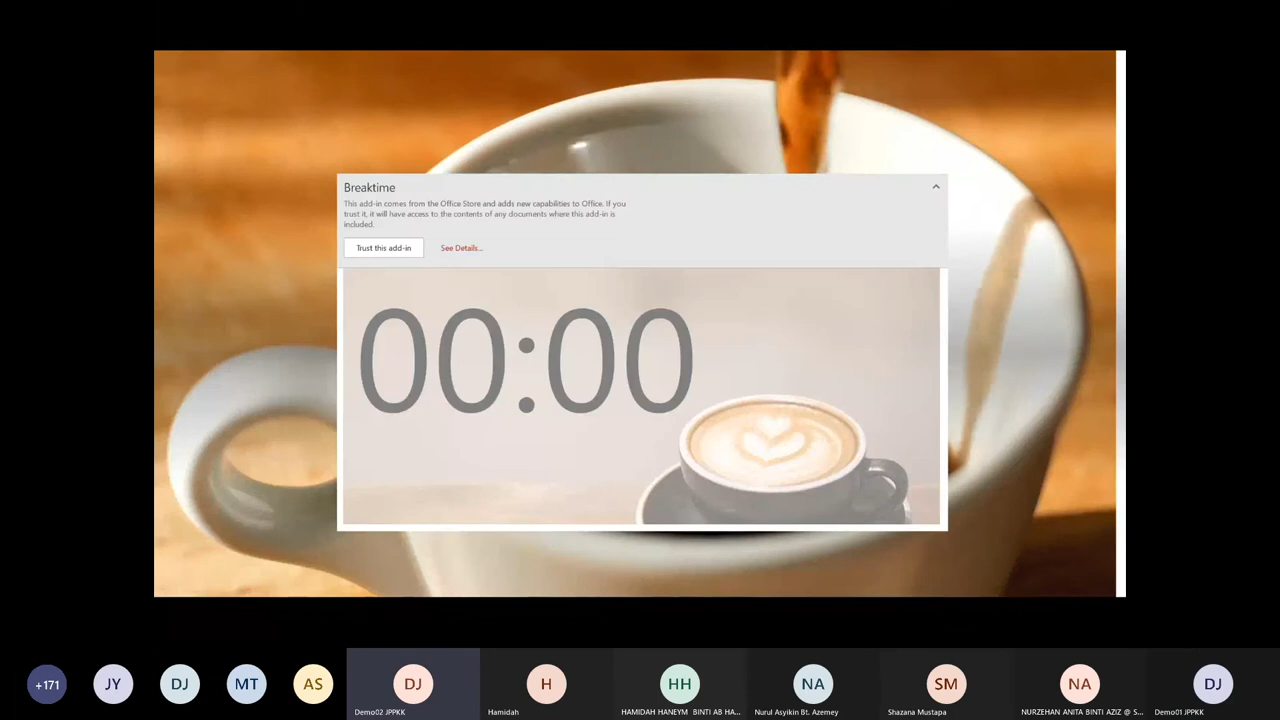 Breaktime
This add-in comes from the Office Store and adds new capabilities to Office. If you
trust it, it will have access to the contents of any documents where this add-in is
included.
Trust this add-in See Details...
00:00
+171 JY DJ MT AS DJ H HH NA SM NA DJ
Demo02 JPPKK Hamidah HAMIDAH HANEYM BINTI AB HA... Nurul Asyikin Bt. Azemey Shazana Mustapa NURZEHAN ANITA BINTI AZIZ @ S... Demo01 JPPKK